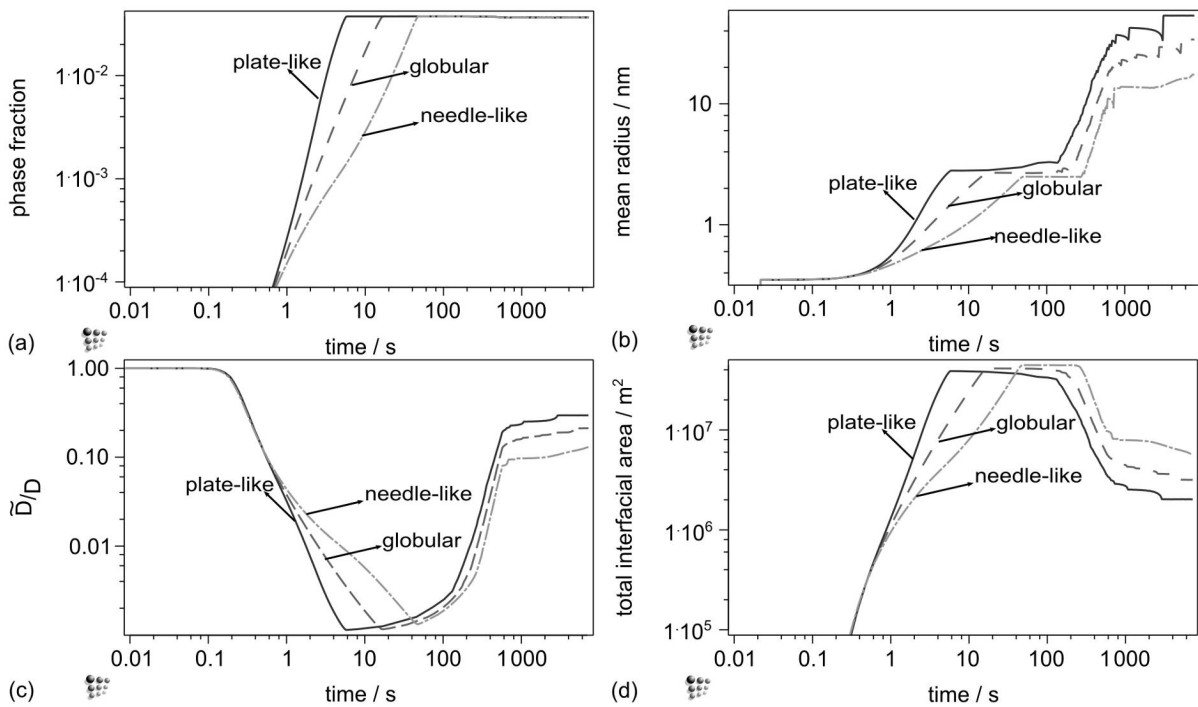 1·10⁻²
1·10⁻³
1·10⁻⁴
phase fraction
plate-like
globular
needle-like
0.01 0.1 1 10 100 1000
(a)
time / s
10
1
mean radius / nm
plate-like
globular
needle-like
0.01 0.1 1 10 100 1000
(b)
time / s
1.00
0.10
0.01
D̃/D
plate-like
needle-like
globular
0.01 0.1 1 10 100 1000
(c)
time / s
1·10⁷
1·10⁶
1·10⁵
total interfacial area / m²
plate-like
globular
needle-like
0.01 0.1 1 10 100 1000
(d)
time / s